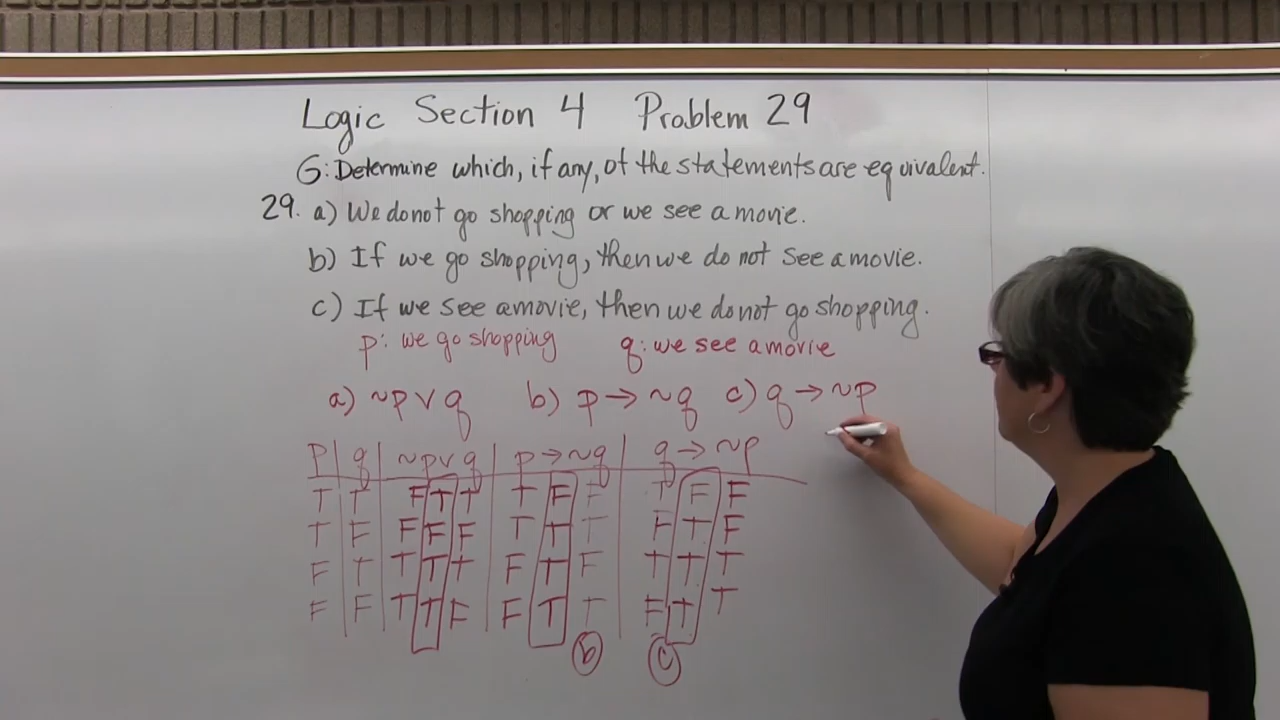 Logic Section 4 Problem 29
G: Determine which, if any, of the statements are equivalent.
29. a) We do not go shopping or we see a movie.
b) If we go shopping, then we do not see a movie.
c) If we see a movie, then we do not go shopping.
p: we go shopping q: we see a movie
a) ~p ∨ q b) p → ~q c) q → ~p
P q ~p ∨ q p → ~q q → ~p
T T F T T T F F T F F
T F F F F T T T F T F
F T T T T F T F T T T
F F T T F F T T F T T
b c